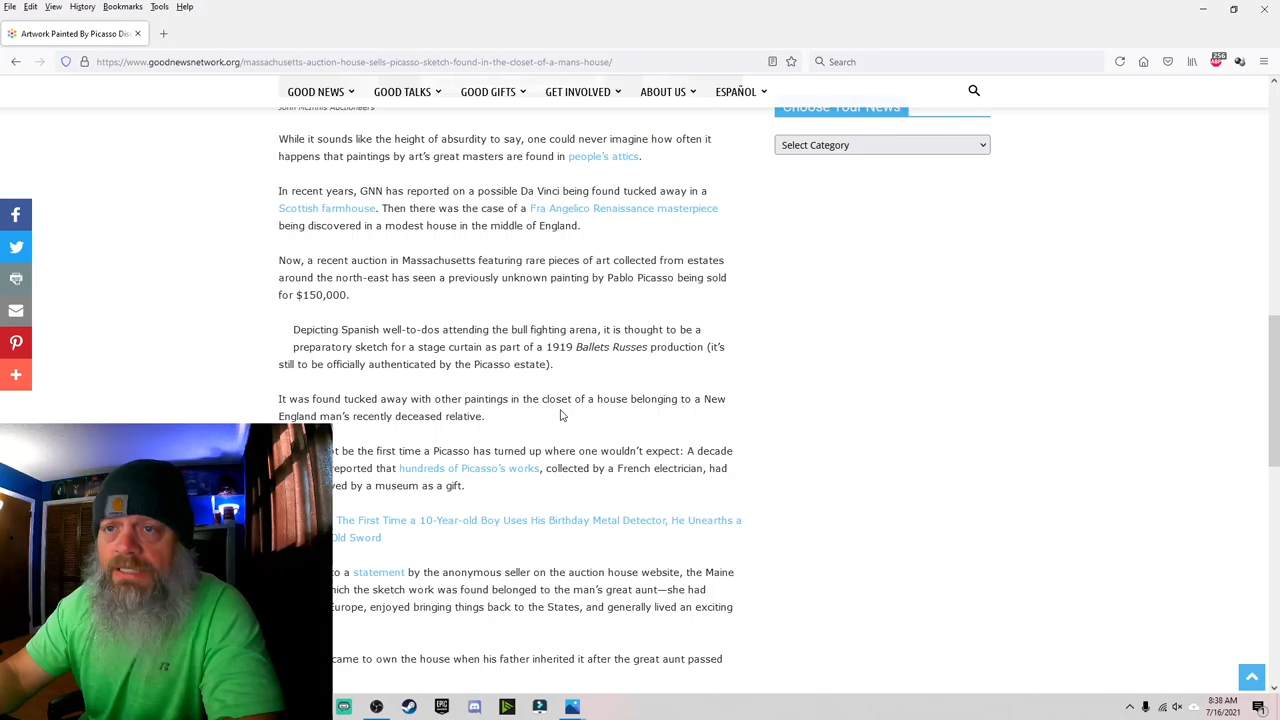 File Edit View History Bookmarks Tools Help
Artwork Painted By Picasso Dis
https://www.goodnewsnetwork.org/massachusetts-auction-house-sells-picasso-sketch-found-in-the-closet-of-a-mans-house/
Search
256
ABP
GOOD NEWS GOOD TALKS GOOD GIFTS GET INVOLVED ABOUT US ESPAÑOL
John McInnis Auctioneers
Choose Your News
Select Category
While it sounds like the height of absurdity to say, one could never imagine how often it
happens that paintings by art's great masters are found in people's attics.
In recent years, GNN has reported on a possible Da Vinci being found tucked away in a
Scottish farmhouse. Then there was the case of a Fra Angelico Renaissance masterpiece
being discovered in a modest house in the middle of England.
Now, a recent auction in Massachusetts featuring rare pieces of art collected from estates
around the north-east has seen a previously unknown painting by Pablo Picasso being sold
for $150,000.
Depicting Spanish well-to-dos attending the bull fighting arena, it is thought to be a
preparatory sketch for a stage curtain as part of a 1919 Ballets Russes production (it's
still to be officially authenticated by the Picasso estate).
It was found tucked away with other paintings in the closet of a house belonging to a New
England man's recently deceased relative.
be the first time a Picasso has turned up where one wouldn't expect: A decade
reported that hundreds of Picasso's works, collected by a French electrician, had
by a museum as a gift.
The First Time a 10-Year-old Boy Uses His Birthday Metal Detector, He Unearths a
Old Sword
to a statement by the anonymous seller on the auction house website, the Maine
the sketch work was found belonged to the man's great aunt—she had
Europe, enjoyed bringing things back to the States, and generally lived an exciting
came to own the house when his father inherited it after the great aunt passed
EPIC
8:38 AM
7/16/2021